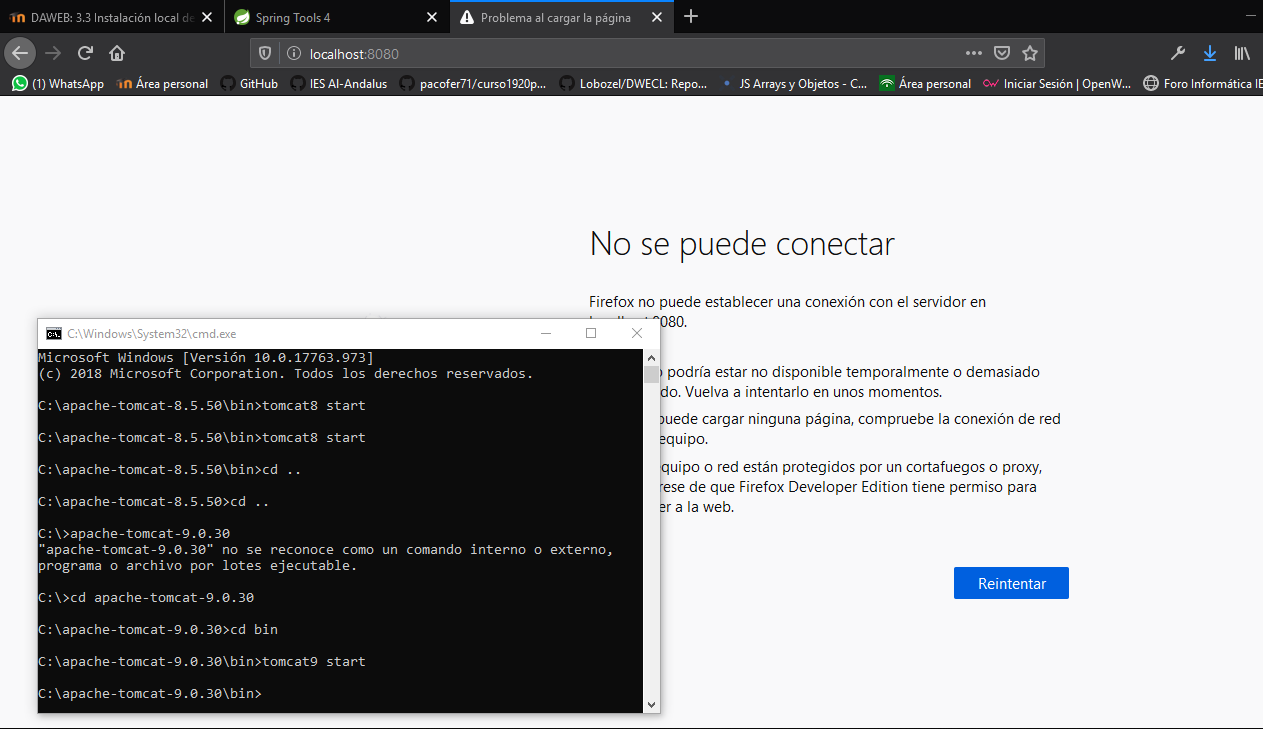 DAWEB: 3.3 Instalación local de
Spring Tools 4
Problema al cargar la página
localhost:8080
(1) WhatsApp
Área personal
GitHub
IES Al-Andalus
pacofer71/curso1920p...
Lobozel/DWECL: Repo...
JS Arrays y Objetos - C...
Área personal
Iniciar Sesión | OpenW...
Foro Informática IE
No se puede conectar
Firefox no puede establecer una conexión con el servidor en
8080.
podría estar no disponible temporalmente o demasiado
do. Vuelva a intentarlo en unos momentos.
puede cargar ninguna página, compruebe la conexión de red
equipo.
quipo o red están protegidos por un cortafuegos o proxy,
rese de que Firefox Developer Edition tiene permiso para
er a la web.
Reintentar
C:\Windows\System32\cmd.exe
Microsoft Windows [Versión 10.0.17763.973]
(c) 2018 Microsoft Corporation. Todos los derechos reservados.
C:\apache-tomcat-8.5.50\bin>tomcat8 start
C:\apache-tomcat-8.5.50\bin>tomcat8 start
C:\apache-tomcat-8.5.50\bin>cd ..
C:\apache-tomcat-8.5.50>cd ..
C:\>apache-tomcat-9.0.30
"apache-tomcat-9.0.30" no se reconoce como un comando interno o externo,
programa o archivo por lotes ejecutable.
C:\>cd apache-tomcat-9.0.30
C:\apache-tomcat-9.0.30>cd bin
C:\apache-tomcat-9.0.30\bin>tomcat9 start
C:\apache-tomcat-9.0.30\bin>